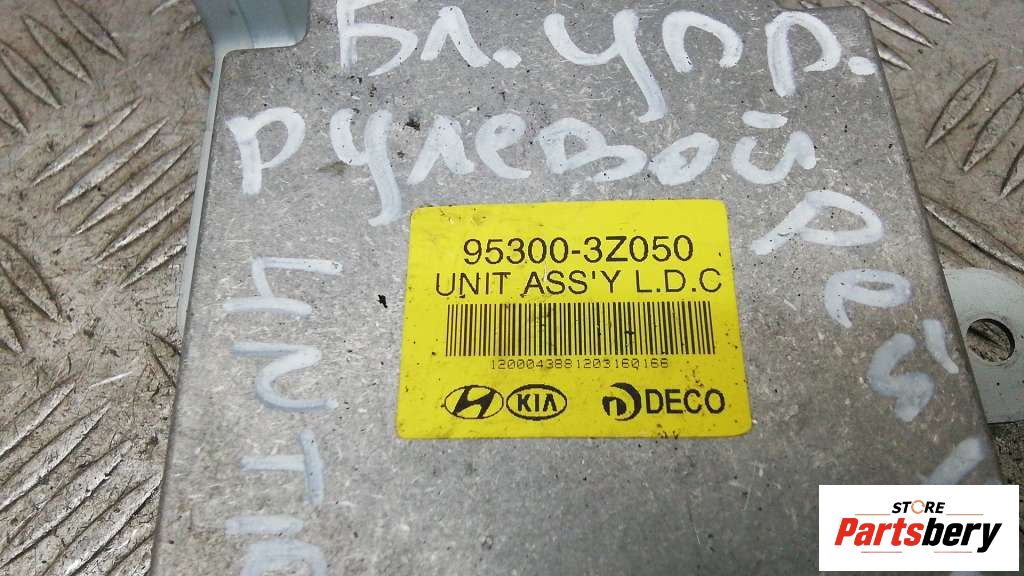 Бл. упр.
рулевой
рей
95300-3Z050
UNIT ASS'Y L.D.C
1200043881203160166
KIA DECO
STORE
Partsbery